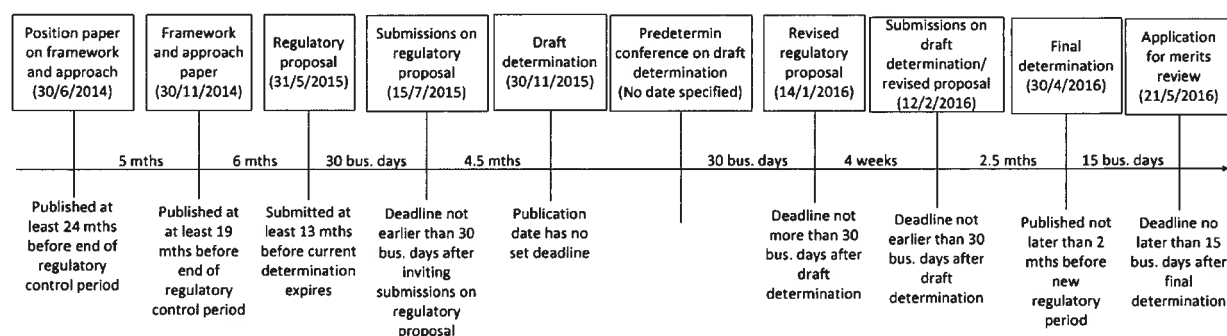 Position paper
on framework
and approach
(30/6/2014)
Framework
and approach
paper
(30/11/2014)
Regulatory
proposal
(31/5/2015)
Submissions on
regulatory
proposal
(15/7/2015)
Draft
determination
(30/11/2015)
Predetermin
conference on draft
determination
(No date specified)
Revised
regulatory
proposal
(14/1/2016)
Submissions on
draft
determination/
revised proposal
(12/2/2016)
Final
determination
(30/4/2016)
Application
for merits
review
(21/5/2016)
5 mths
6 mths
30 bus. days
4.5 mths
30 bus. days
4 weeks
2.5 mths
15 bus. days
Published at
least 24 mths
before end of
regulatory
control period
Published at
at least 19
mths before
end of
regulatory
control period
Submitted at
least 13 mths
before current
determination
expires
Deadline not
earlier than 30
bus. days after
inviting
submissions on
regulatory
proposal
Publication
date has no
set deadline
Deadline not
more than 30
bus. days after
draft
determination
Deadline not
earlier than 30
bus. days after
draft
determination
Published not
later than 2
mths before
new
regulatory
period
Deadline no
later than 15
bus. days after
final
determination